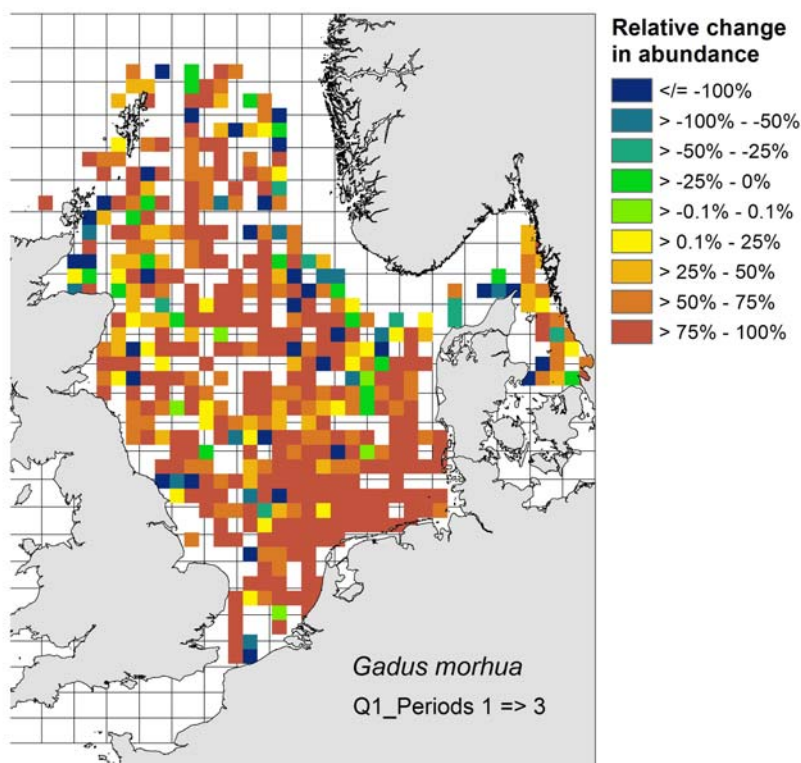 Relative change
in abundance
</= -100%
> -100% - -50%
> -50% - -25%
> -25% - 0%
> -0.1% - 0.1%
> 0.1% - 25%
> 25% - 50%
> 50% - 75%
> 75% - 100%
Gadus morhua
Q1_Periods 1 => 3